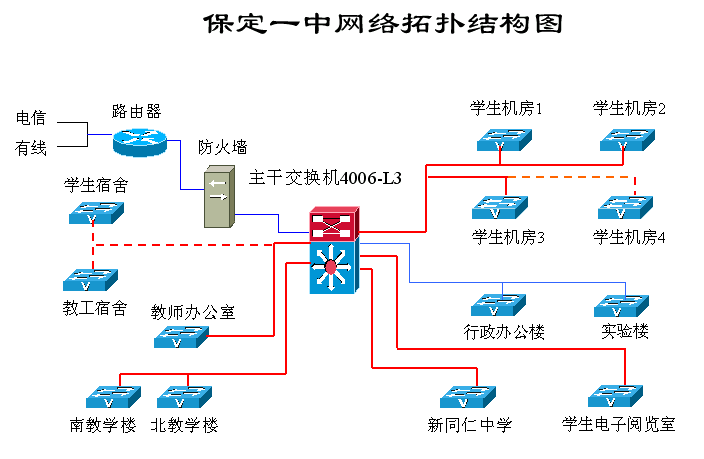 保定一中网络拓扑结构图
电信
有线
路由器
防火墙
主干交换机4006-L3
学生机房1
学生机房2
学生宿舍
学生机房3
学生机房4
教工宿舍
教师办公室
行政办公楼
实验楼
南教学楼
北教学楼
新同仁中学
学生电子阅览室